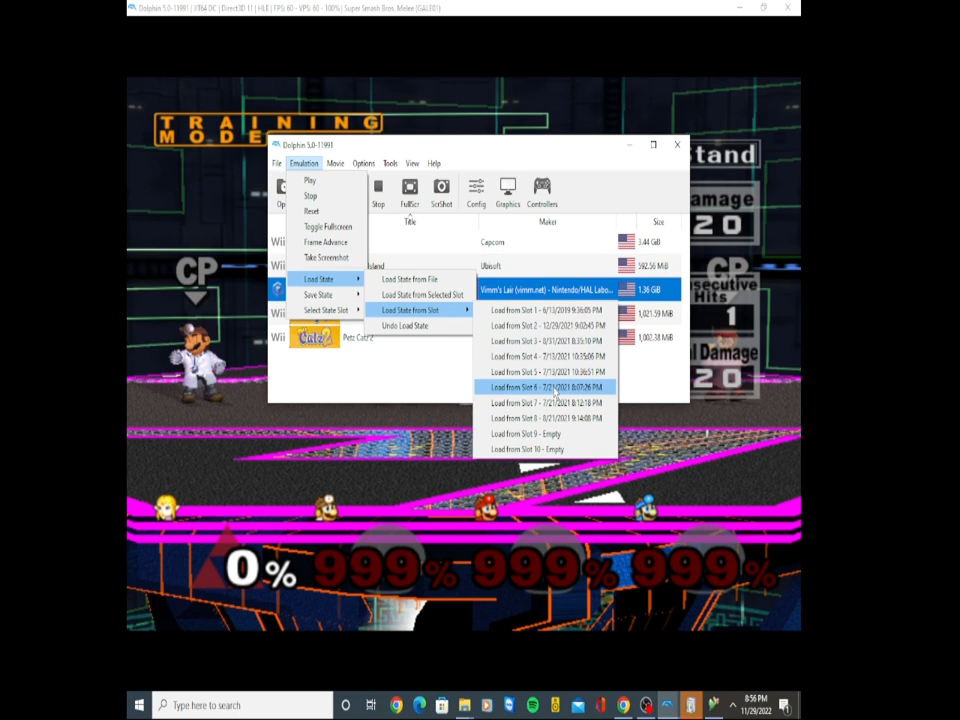 Dolphin 5.0-11991 | JIT64 DC | Direct3D 11 | HLE | FPS: 60 - VPS: 60 - 100% | Super Smash Bros. Melee (GALE01)
TRAINING
MODE
Dolphin 5.0-11991
File Emulation Movie Options Tools View Help
Play
Stop
Reset
Toggle Fullscreen
Frame Advance
Take Screenshot
Load State
Save State
Select State Slot
Op
Stop FullScr ScrShot Config Graphics Controllers
Title Maker Size
Wii Capcom 3.44 GiB
Wii Island Ubisoft 592.56 MiB
Vimm's Lair (vimm.net) - Nintendo/HAL Labo... 1.36 GiB
Wii 1,021.59 MiB
Wii Catz 2 Petz Catz 2 1,002.38 MiB
Load State from File
Load State from Selected Slot
Load State from Slot
Undo Load State
Load from Slot 1 - 6/13/2019 9:36:05 PM
Load from Slot 2 - 12/29/2021 9:02:45 PM
Load from Slot 3 - 8/31/2021 8:35:10 PM
Load from Slot 4 - 7/13/2021 10:35:06 PM
Load from Slot 5 - 7/13/2021 10:36:51 PM
Load from Slot 6 - 7/21/2021 8:07:26 PM
Load from Slot 7 - 7/21/2021 8:12:18 PM
Load from Slot 8 - 8/21/2021 9:14:08 PM
Load from Slot 9 - Empty
Load from Slot 10 - Empty
Stand
amage
20
CP
CP
secutive
Hits
1
l Damage
20
0% 999% 999% 999%
Type here to search
8:56 PM
11/29/2022
1